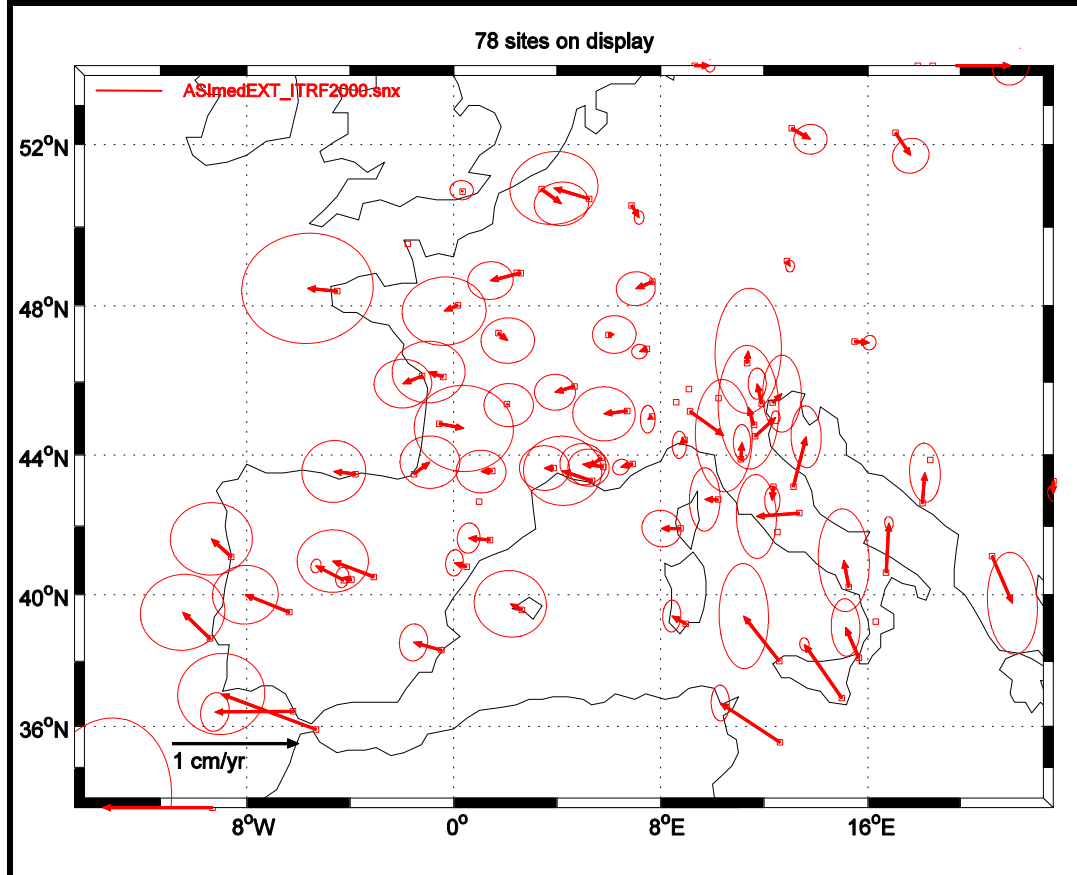 78 sites on display
ASImedEXT_ITRF2000.snx
52°N
48°N
44°N
40°N
36°N
1 cm/yr
8°W
0°
8°E
16°E